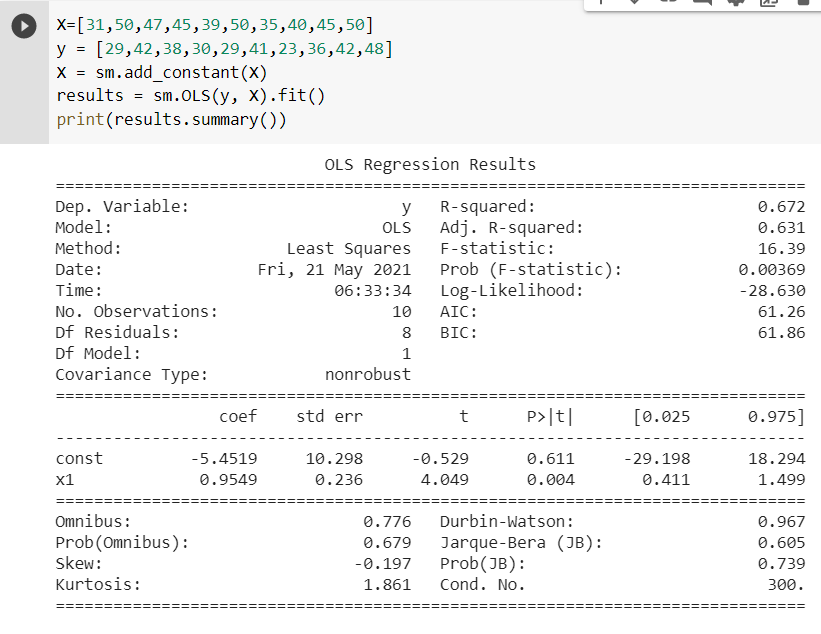 X=[31,50,47,45,39,50,35,40,45,50]
y = [29,42,38,30,29,41,23,36,42,48]
X = sm.add_constant(X)
results = sm.OLS(y, X).fit()
print(results.summary())
OLS Regression Results
==============================================================================
Dep. Variable: y R-squared: 0.672
Model: OLS Adj. R-squared: 0.631
Method: Least Squares F-statistic: 16.39
Date: Fri, 21 May 2021 Prob (F-statistic): 0.00369
Time: 06:33:34 Log-Likelihood: -28.630
No. Observations: 10 AIC: 61.26
Df Residuals: 8 BIC: 61.86
Df Model: 1
Covariance Type: nonrobust
==============================================================================
coef std err t P>|t| [0.025 0.975]
------------------------------------------------------------------------------
const -5.4519 10.298 -0.529 0.611 -29.198 18.294
x1 0.9549 0.236 4.049 0.004 0.411 1.499
==============================================================================
Omnibus: 0.776 Durbin-Watson: 0.967
Prob(Omnibus): 0.679 Jarque-Bera (JB): 0.605
Skew: -0.197 Prob(JB): 0.739
Kurtosis: 1.861 Cond. No. 300.
==============================================================================